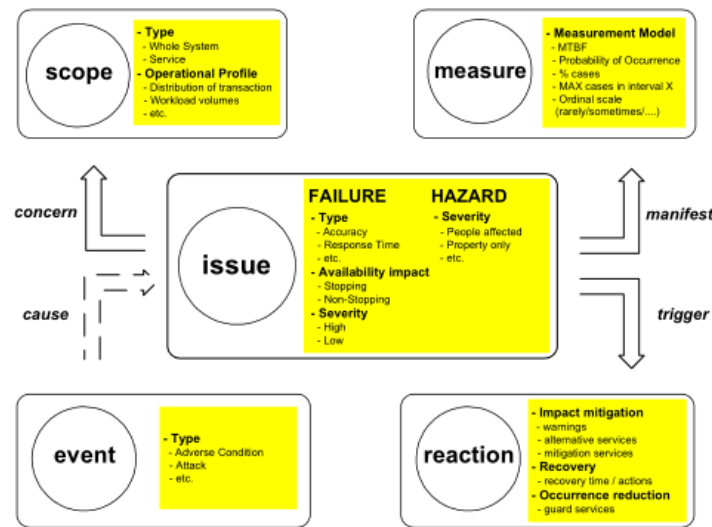 scope
- Type
- Whole System
- Service
- Operational Profile
- Distribution of transaction
- Workload volumes
- etc.
measure
- Measurement Model
- MTBF
- Probability of Occurrence
- % cases
- MAX cases in interval X
- Ordinal scale
(rarely/sometimes/....)
concern
manifest
issue
FAILURE
- Type
- Accuracy
- Response Time
- etc.
- Availability impact
- Stopping
- Non-Stopping
- Severity
- High
- Low
HAZARD
- Severity
- People affected
- Property only
- etc.
cause
trigger
event
- Type
- Adverse Condition
- Attack
- etc.
reaction
- Impact mitigation
- warnings
- alternative services
- mitigation services
- Recovery
- recovery time / actions
- Occurrence reduction
- guard services